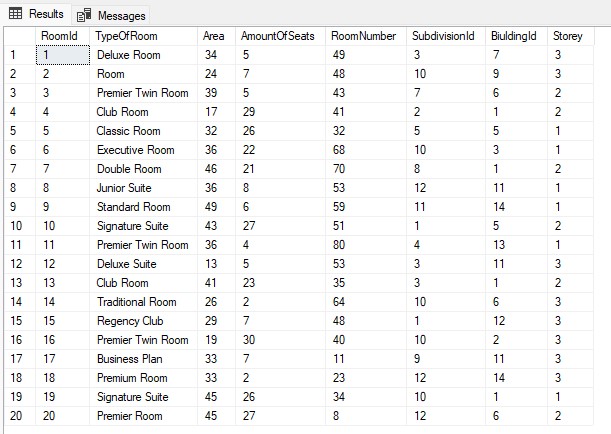 Results Messages
RoomId TypeOfRoom Area AmountOfSeats RoomNumber SubdivisionId BiuldingId Storey
1 1 Deluxe Room 34 5 49 3 7 3
2 2 Room 24 7 48 10 9 3
3 3 Premier Twin Room 39 5 43 7 6 2
4 4 Club Room 17 29 41 2 1 2
5 5 Classic Room 32 26 32 5 5 1
6 6 Executive Room 36 22 68 10 3 1
7 7 Double Room 46 21 70 8 1 2
8 8 Junior Suite 36 8 53 12 11 1
9 9 Standard Room 49 6 59 11 14 1
10 10 Signature Suite 43 27 51 1 5 2
11 11 Premier Twin Room 36 4 80 4 13 1
12 12 Deluxe Suite 13 5 53 3 11 3
13 13 Club Room 41 23 35 3 1 2
14 14 Traditional Room 26 2 64 10 6 3
15 15 Regency Club 29 7 48 1 12 3
16 16 Premier Twin Room 19 30 40 10 2 3
17 17 Business Plan 33 7 11 9 11 3
18 18 Premium Room 33 2 23 12 14 3
19 19 Signature Suite 45 26 34 10 1 1
20 20 Premier Room 45 27 8 12 6 2